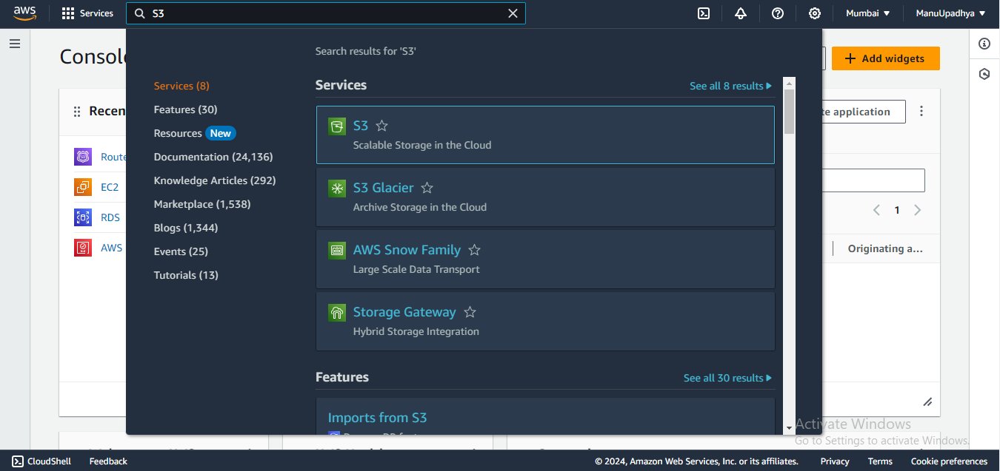 aws
Services
S3
Mumbai
ManuUpadhya
Console
Add widgets
Search results for 'S3'
Services (8)
Features (30)
Resources New
Documentation (24,136)
Knowledge Articles (292)
Marketplace (1,538)
Blogs (1,344)
Events (25)
Tutorials (13)
Services
See all 8 results
S3
Scalable Storage in the Cloud
S3 Glacier
Archive Storage in the Cloud
AWS Snow Family
Large Scale Data Transport
Storage Gateway
Hybrid Storage Integration
Features
See all 30 results
Imports from S3
Recen
Route
EC2
RDS
AWS
te application
1
Originating a...
Activate Windows
Go to Settings to activate Windows.
CloudShell
Feedback
© 2024, Amazon Web Services, Inc. or its affiliates.
Privacy
Terms
Cookie preferences